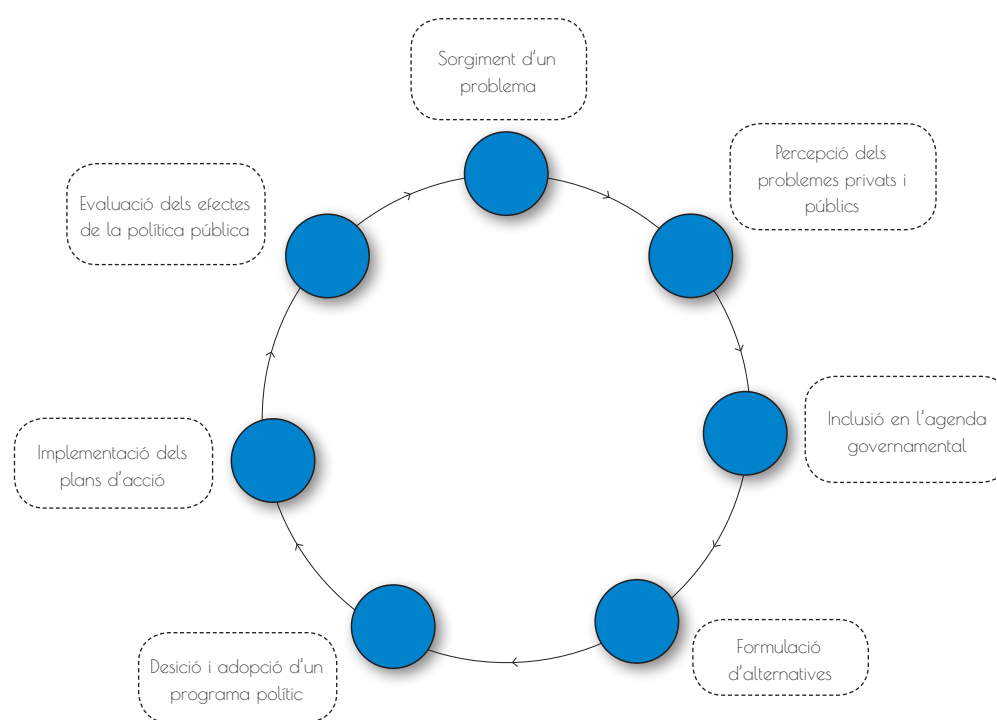 Sorgiment d'un
problema
Percepció dels
problemes privats i
públics
Inclusió en l'agenda
governamental
Formulació
d'alternatives
Desició i adopció d'un
programa polític
Implementació dels
plans d'acció
Evaluació dels efectes
de la política pública